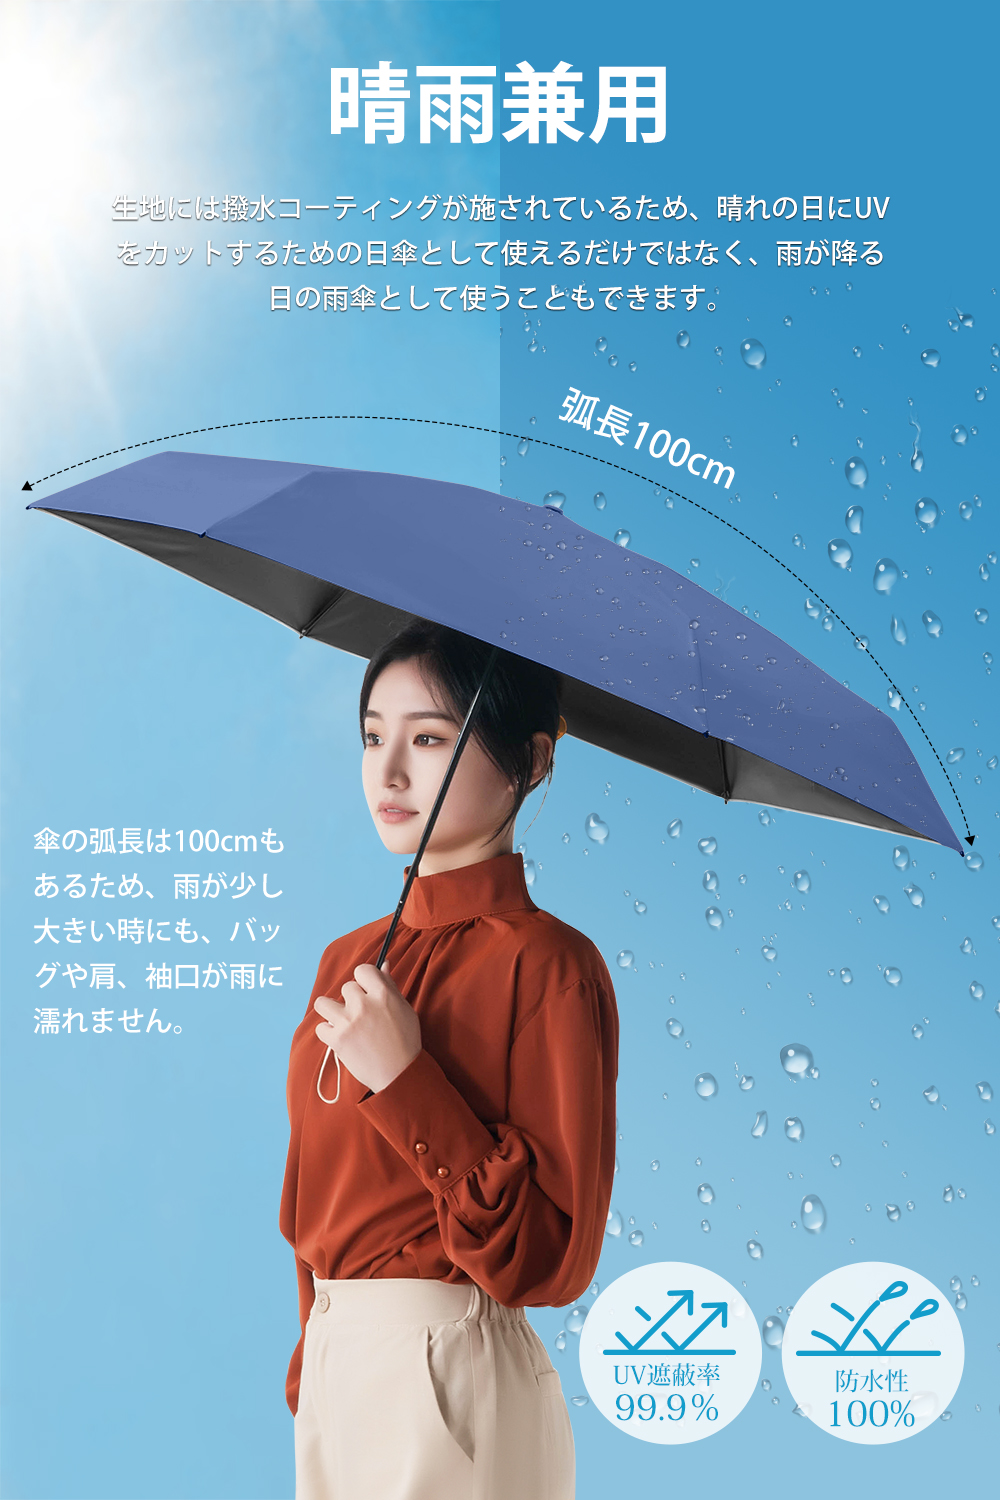 晴雨兼用
生地には撥水コーティングが施されているため、晴れの日にUV
をカットするための日傘として使えるだけではなく、雨が降る
日の雨傘として使うこともできます。
弧長100cm
傘の弧長は100cmも
あるため、雨が少し
大きい時にも、バッ
グや肩、袖口が雨に
濡れません。
UV遮蔽率
99.9%
防水性
100%